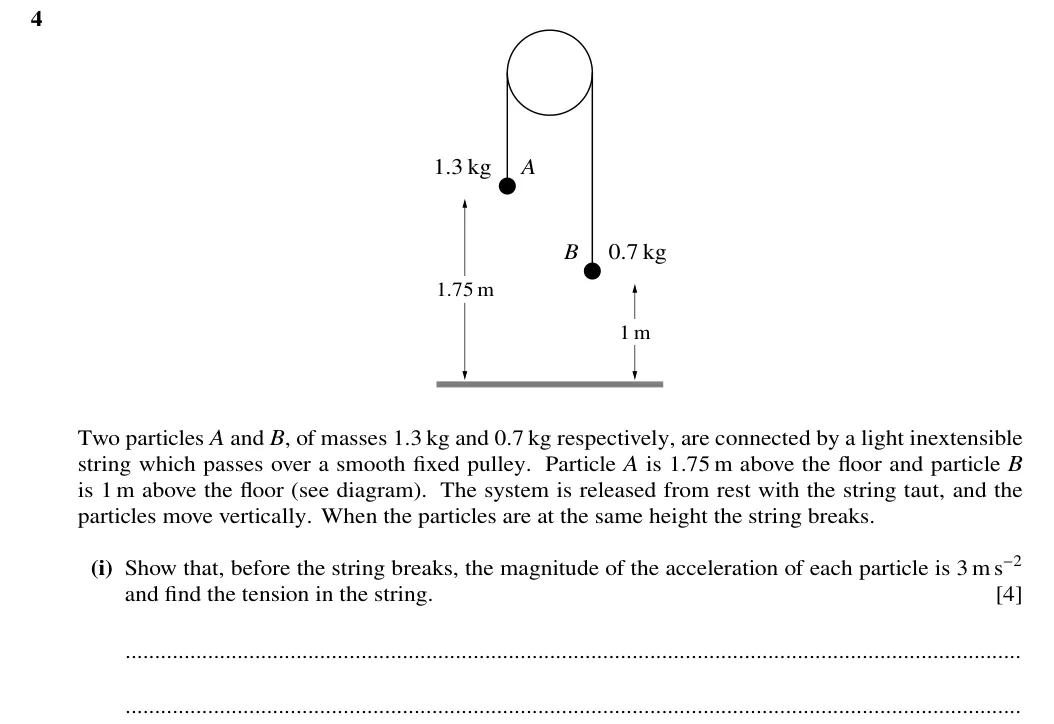 4
1.3 kg A
B 0.7 kg
1.75 m
1 m
Two particles A and B, of masses 1.3 kg and 0.7 kg respectively, are connected by a light inextensible
string which passes over a smooth fixed pulley. Particle A is 1.75 m above the floor and particle B
is 1 m above the floor (see diagram). The system is released from rest with the string taut, and the
particles move vertically. When the particles are at the same height the string breaks.
(i) Show that, before the string breaks, the magnitude of the acceleration of each particle is 3 m s⁻²
and find the tension in the string. [4]